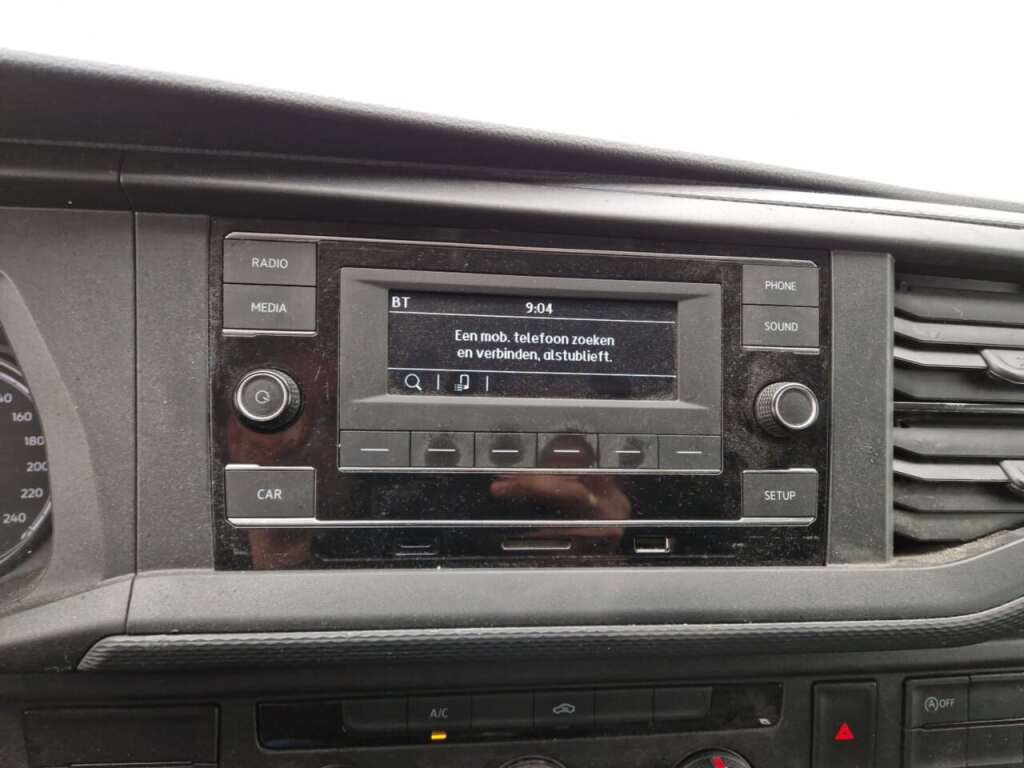 RADIO
MEDIA
BT
9:04
Een mob. telefoon zoeken
en verbinden, alstublieft.
PHONE
SOUND
CAR
SETUP
160
180
200
220
240
A/C
A OFF